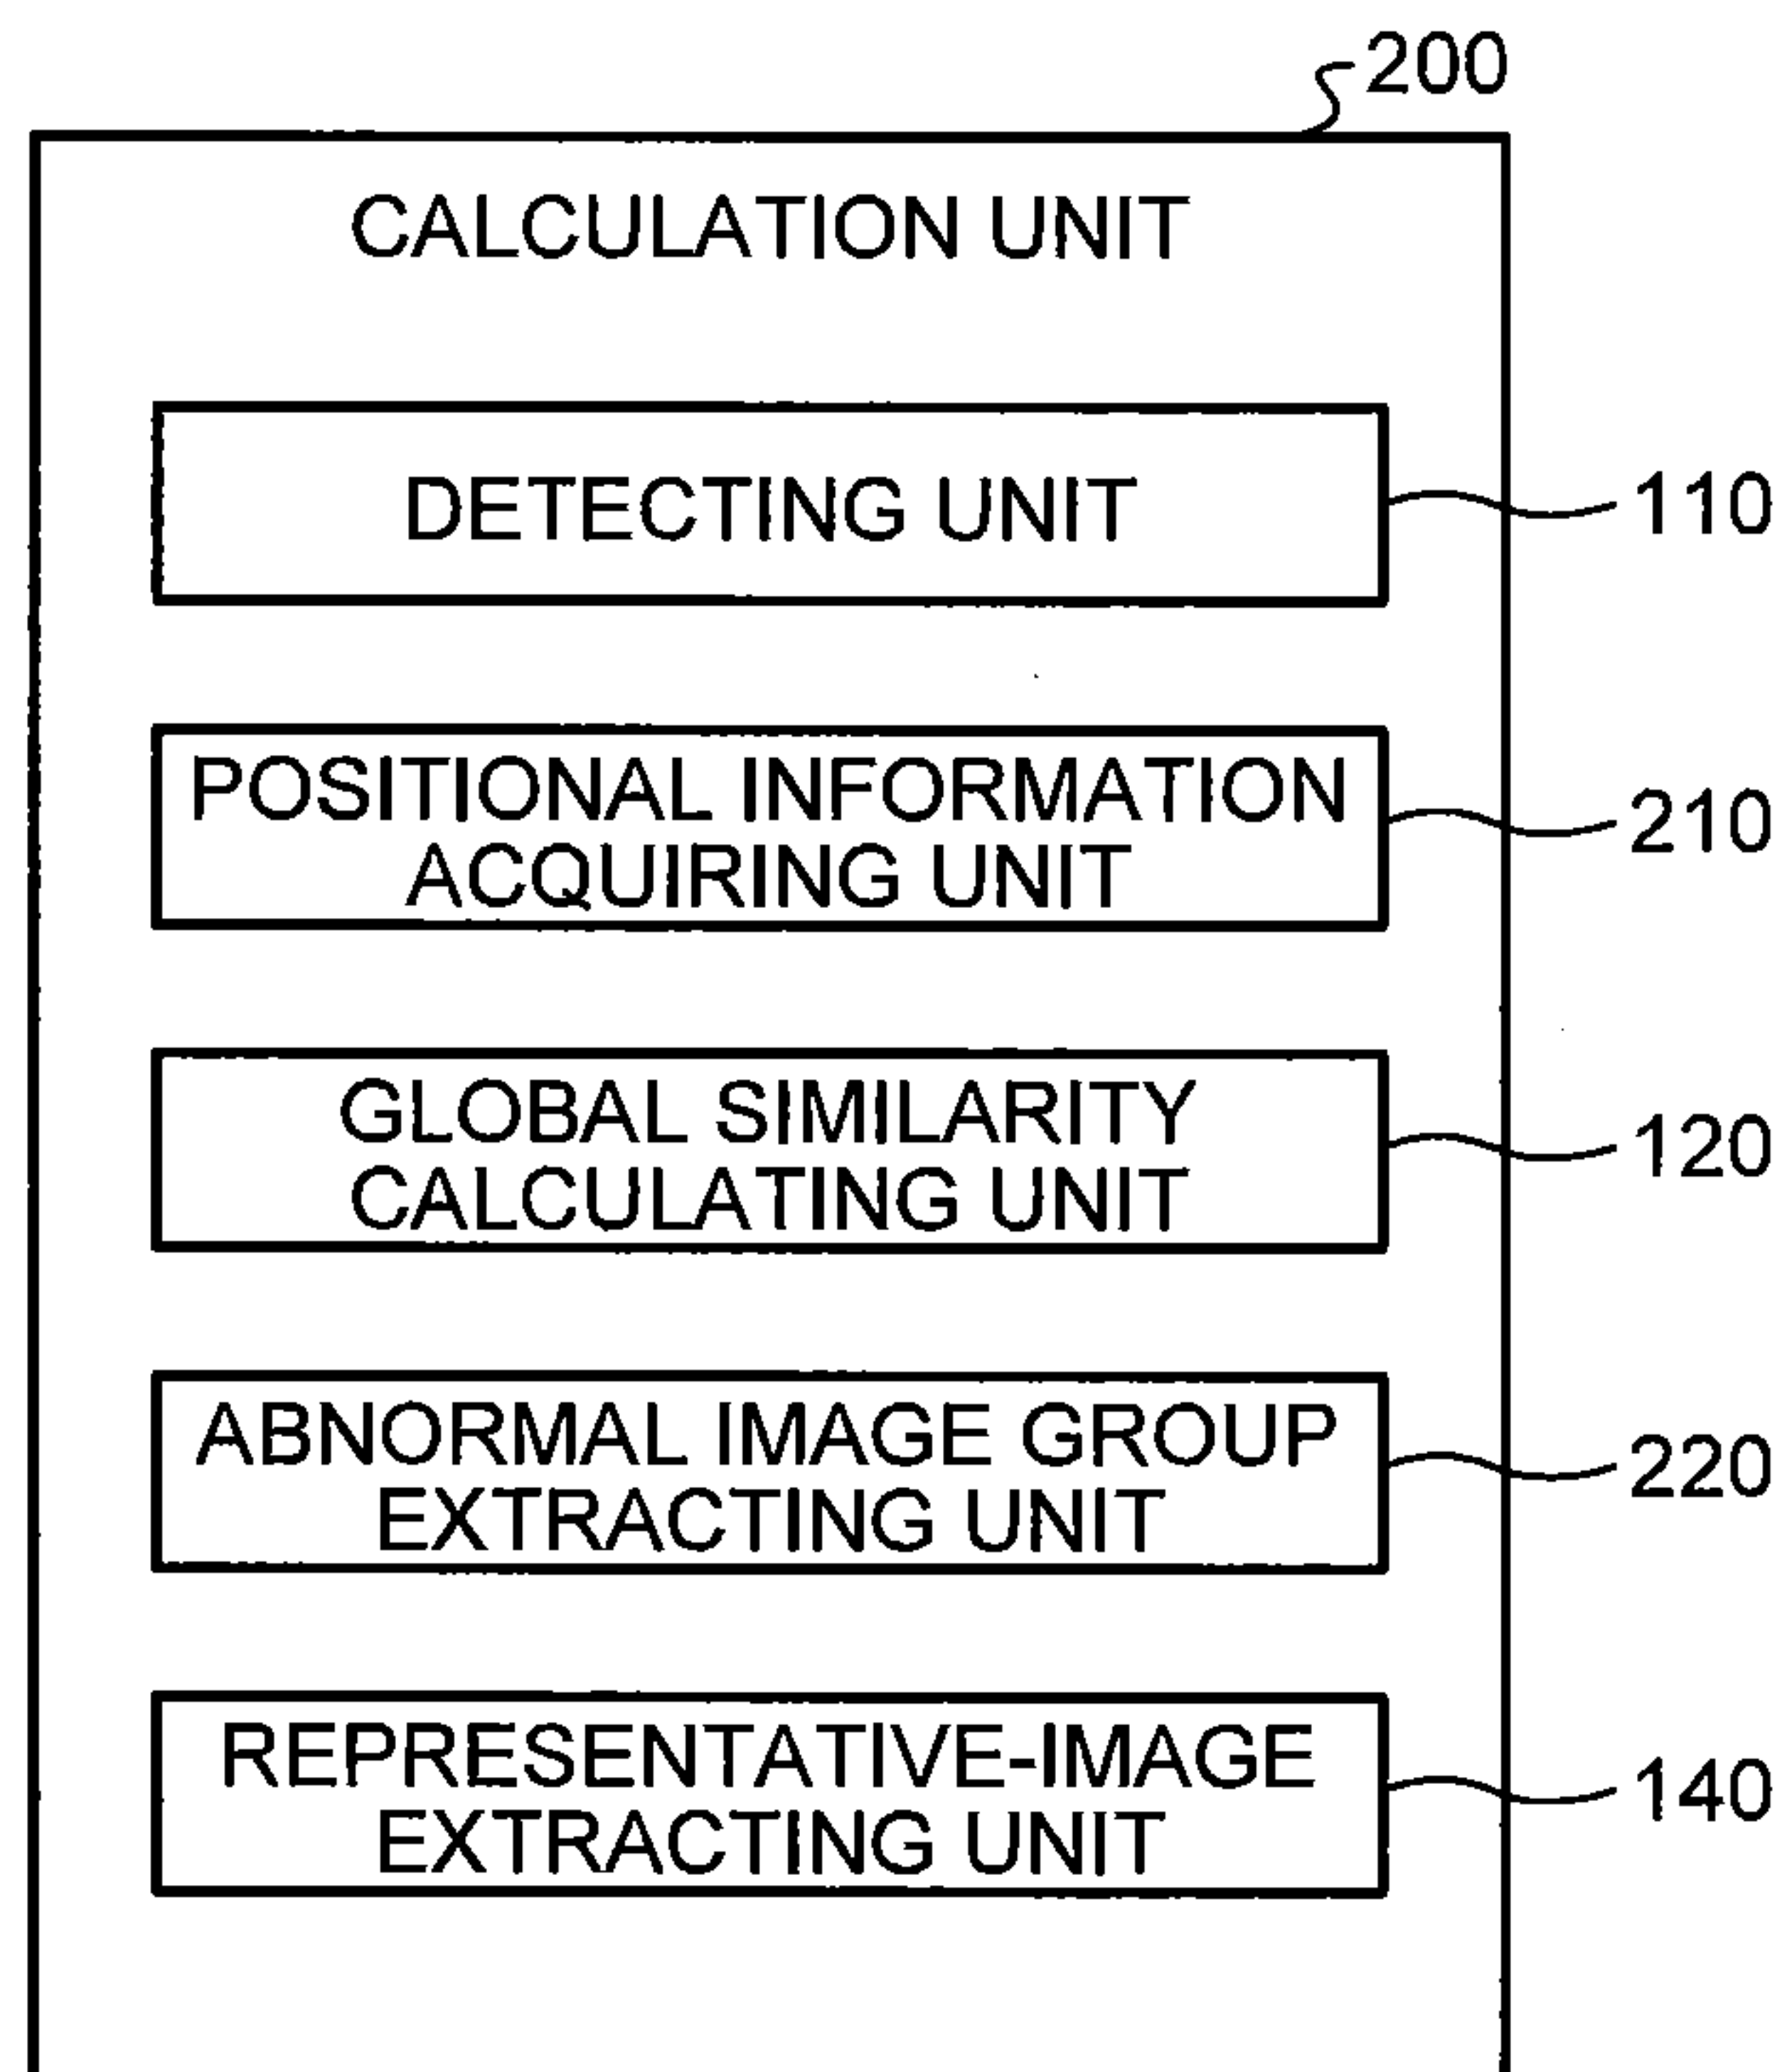 200
CALCULATION UNIT
DETECTING UNIT
110
POSITIONAL INFORMATION
ACQUIRING UNIT
210
GLOBAL SIMILARITY
CALCULATING UNIT
120
ABNORMAL IMAGE GROUP
EXTRACTING UNIT
220
REPRESENTATIVE-IMAGE
EXTRACTING UNIT
140